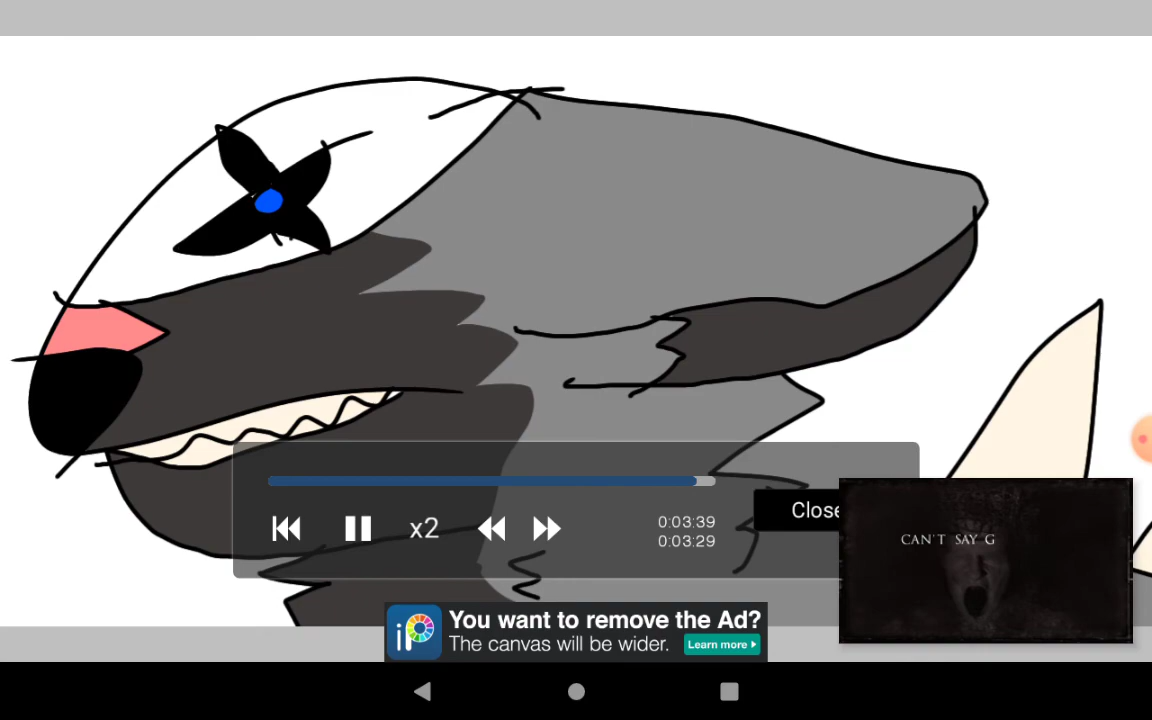 x2
0:03:39
0:03:29
Close
CAN'T SAY G
iP
You want to remove the Ad?
The canvas will be wider.
Learn more